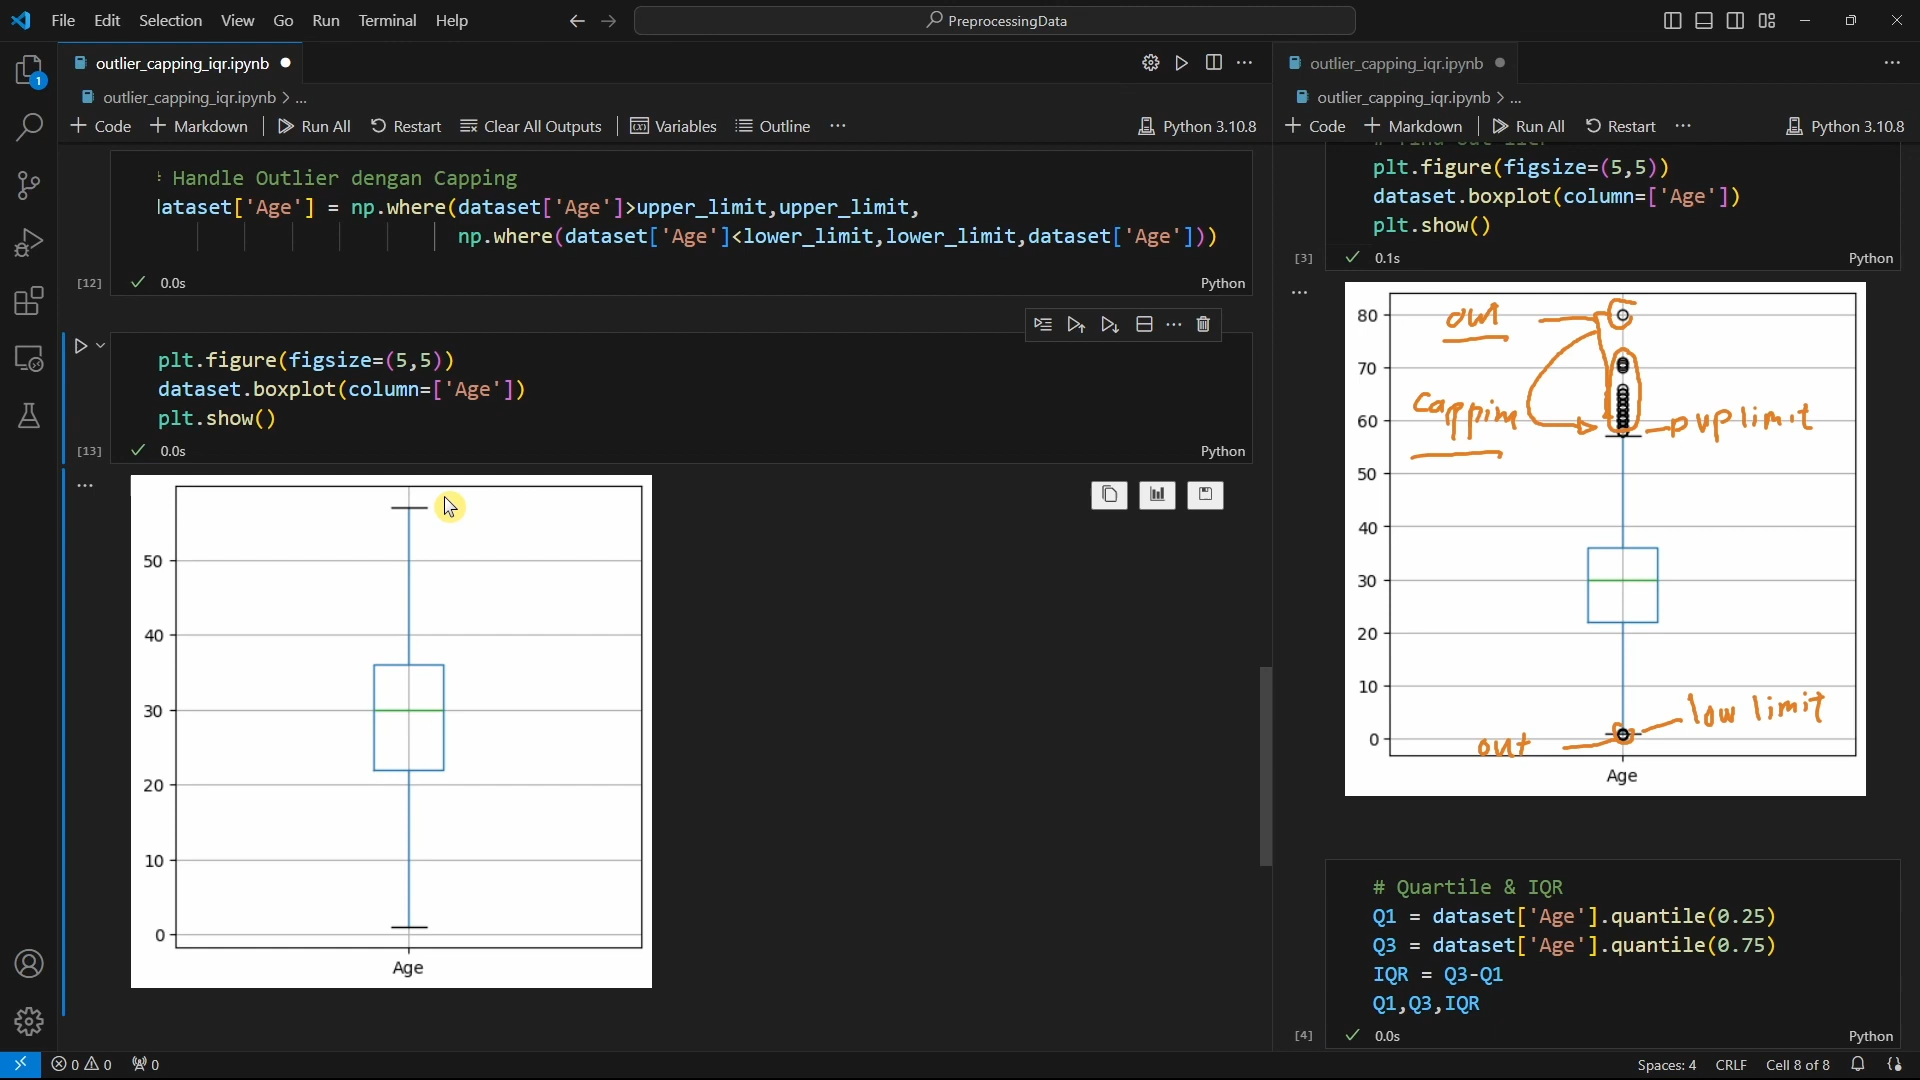 File Edit Selection View Go Run Terminal Help
PreprocessingData
outlier_capping_iqr.ipynb
outlier_capping_iqr.ipynb > ...
+ Code + Markdown Run All Restart Clear All Outputs Variables Outline ... Python 3.10.8
Handle Outlier dengan Capping
dataset['Age'] = np.where(dataset['Age']>upper_limit,upper_limit,
np.where(dataset['Age']<lower_limit,lower_limit,dataset['Age']))
[12] 0.0s Python
plt.figure(figsize=(5,5))
dataset.boxplot(column=['Age'])
plt.show()
[13] 0.0s Python
50
40
30
20
10
0
Age
outlier_capping_iqr.ipynb
outlier_capping_iqr.ipynb > ...
+ Code + Markdown Run All Restart ... Python 3.10.8
plt.figure(figsize=(5,5))
dataset.boxplot(column=['Age'])
plt.show()
[3] 0.1s Python
80
out
70
capping
60
50
40
30
20
10
low limit
0
out
Age
# Quartile & IQR
Q1 = dataset['Age'].quantile(0.25)
Q3 = dataset['Age'].quantile(0.75)
IQR = Q3-Q1
Q1,Q3,IQR
[4] 0.0s Python
1
0 0 0
Spaces: 4 CRLF Cell 8 of 8